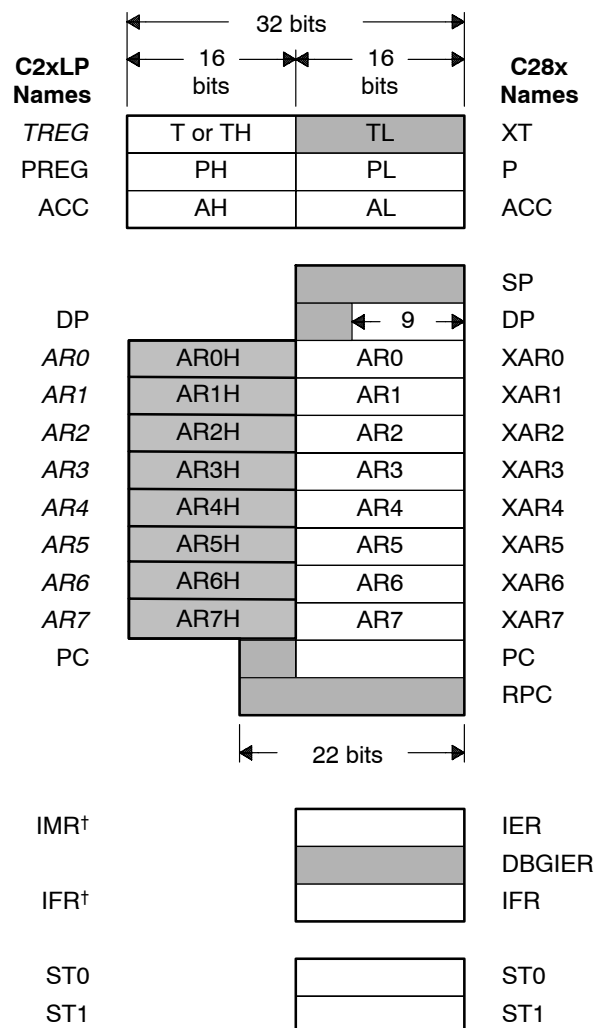 32 bits
C2xLP Names
16 bits
16 bits
C28x Names
TREG T or TH TL XT
PREG PH PL P
ACC AH AL ACC
SP
DP 9 DP
AR0 AR0H AR0 XAR0
AR1 AR1H AR1 XAR1
AR2 AR2H AR2 XAR2
AR3 AR3H AR3 XAR3
AR4 AR4H AR4 XAR4
AR5 AR5H AR5 XAR5
AR6 AR6H AR6 XAR6
AR7 AR7H AR7 XAR7
PC PC
RPC
22 bits
IMR† IER
DBGIER
IFR† IFR
ST0 ST0
ST1 ST1